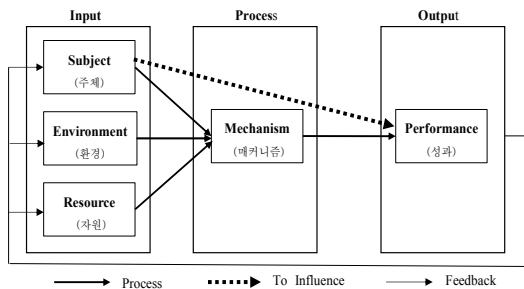 Input
Process
Output
Subject
(주체)
Environment
(환경)
Resource
(자원)
Mechanism
(매커니즘)
Performance
(성과)
Process
To Influence
Feedback